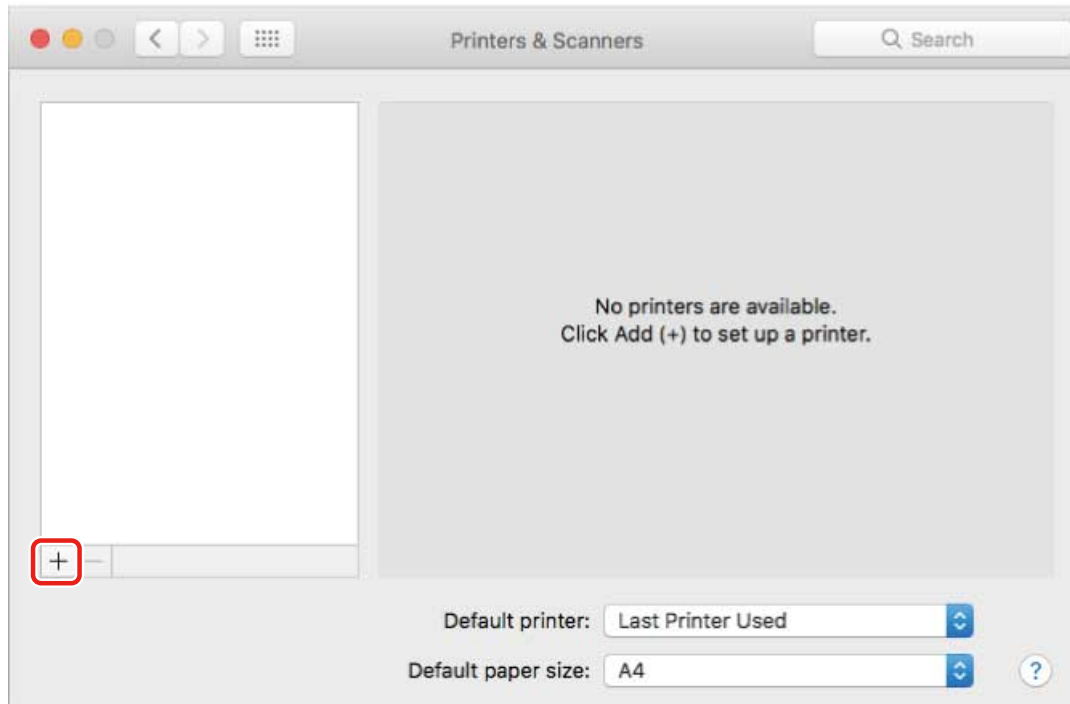 Printers & Scanners
Search
No printers are available.
Click Add (+) to set up a printer.
+ −
Default printer: Last Printer Used
Default paper size: A4
?